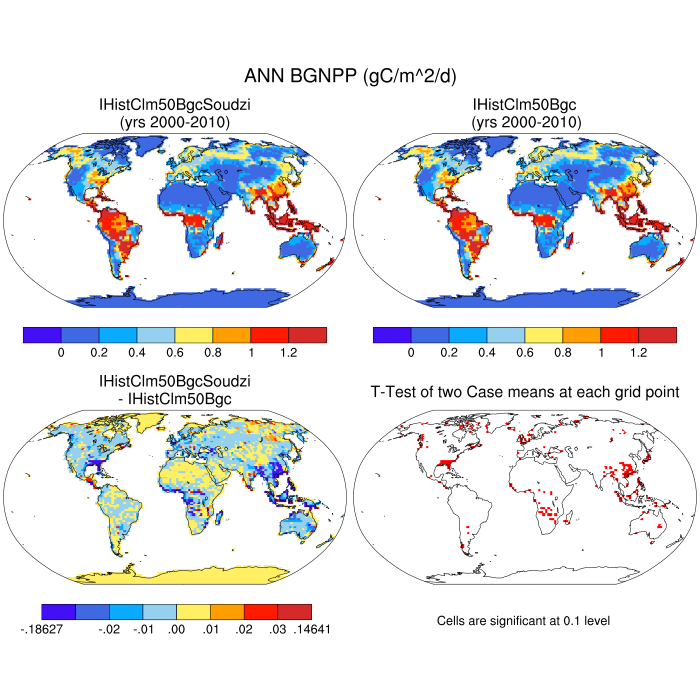 ANN BGNPP (gC/m^2/d)
IHistClm50BgcSoudzi
(yrs 2000-2010)
IHistClm50Bgc
(yrs 2000-2010)
0 0.2 0.4 0.6 0.8 1 1.2
0 0.2 0.4 0.6 0.8 1 1.2
IHistClm50BgcSoudzi
- IHistClm50Bgc
T-Test of two Case means at each grid point
-.18627 -.02 -.01 .00 .01 .02 .03 .14641
Cells are significant at 0.1 level